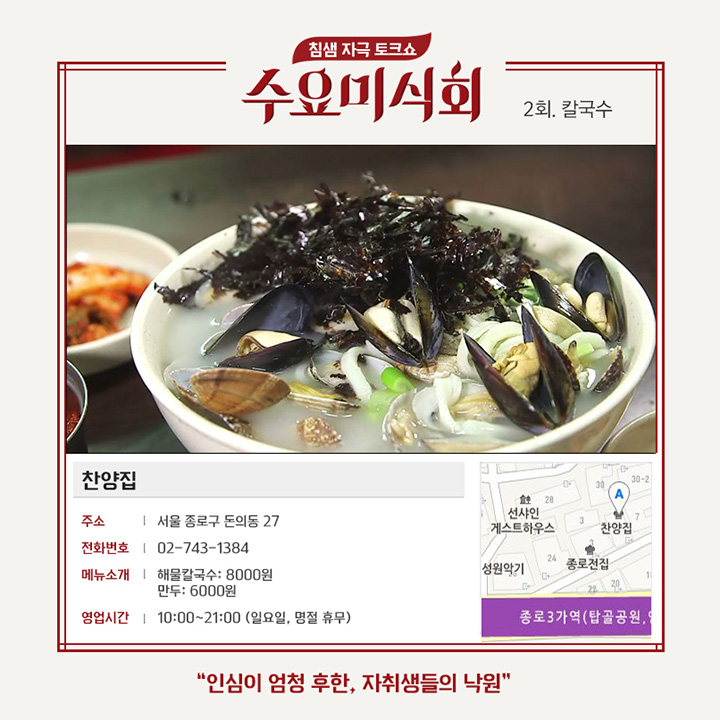 침샘 자극 토크쇼
수요미식회
2회. 칼국수
찬양집
주소 | 서울 종로구 돈의동 27
전화번호 | 02-743-1384
메뉴소개 | 해물칼국수: 8000원
만두: 6000원
영업시간 | 10:00~21:00 (일요일, 명절 휴무)
30
30-2
28
선샤인
게스트하우스
A
3
7
찬양집
성원악기
종로전집
종로3가역(탑골공원,
“인심이 엄청 후한, 자취생들의 낙원"